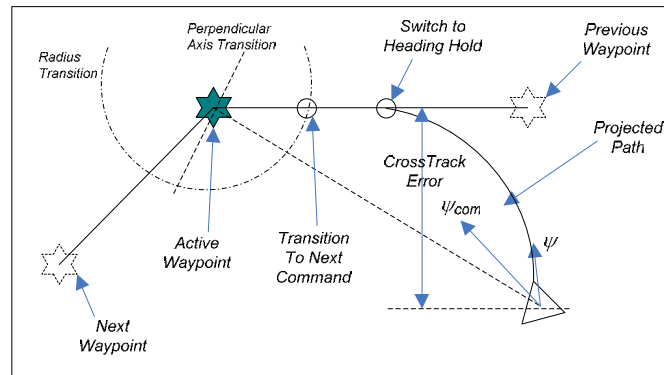 Perpendicular
Axis Transition
Radius
Transition
Switch to
Heading Hold
Previous
Waypoint
CrossTrack
Error
Projected
Path
ψcom
ψ
Active
Waypoint
Transition
To Next
Command
Next
Waypoint